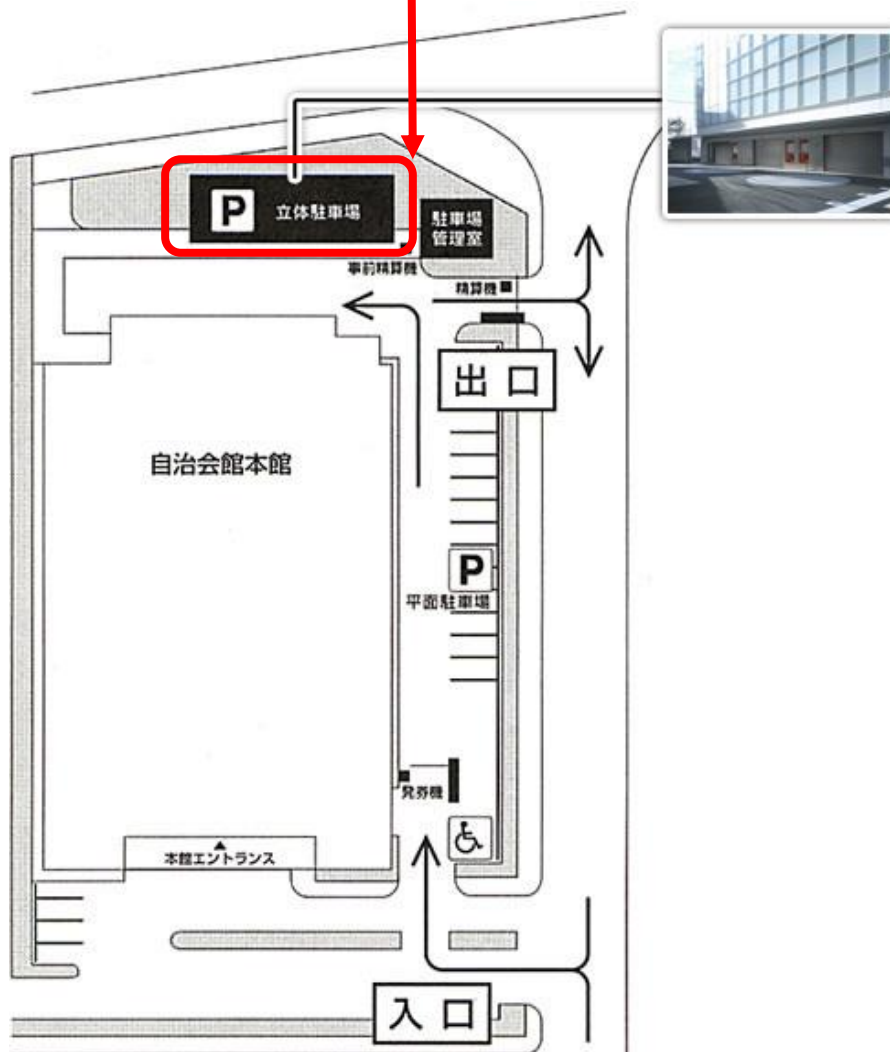 P 立体駐車場
駐車場
管理室
事前精算機
精算機
出口
自治会館本館
P
平面駐車場
発券機
本館エントランス
入口